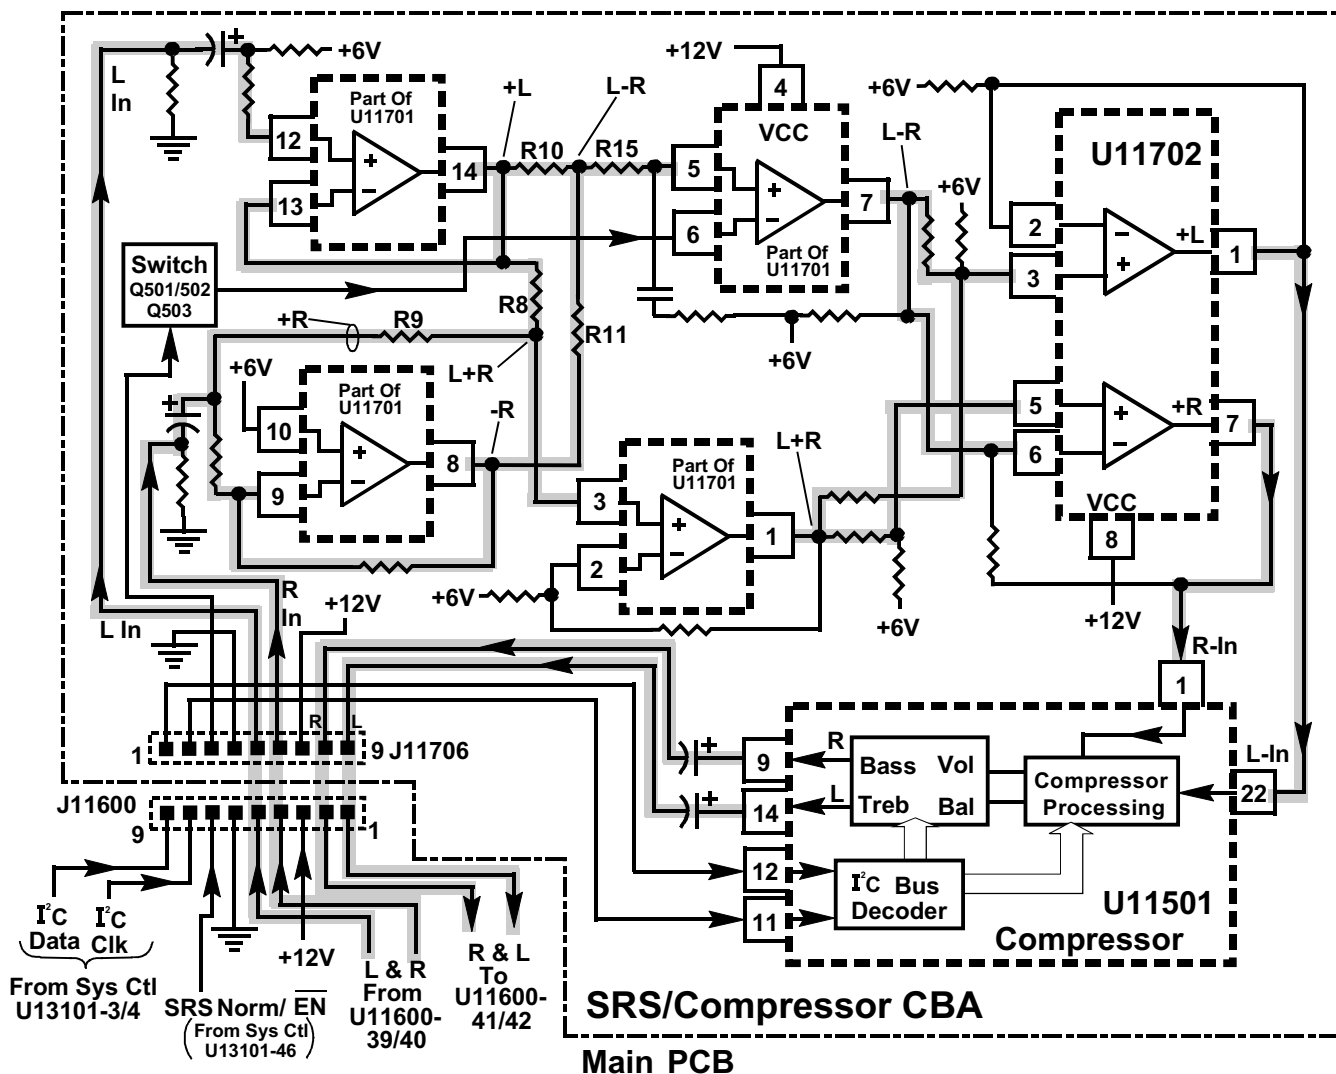 +6V
+12V
+6V
L
In
Part Of
U11701
+L
L-R
4
VCC
L-R
U11702
12
14
R10
R15
5
7
+6V
13
6
Part Of
U11701
2
+L
1
3
Switch
Q501/502
Q503
R8
+R
R9
R11
+6V
L+R
+6V
Part Of
U11701
-R
10
8
9
5
+R
7
6
L+R
Part Of
U11701
3
1
2
VCC
8
+12V
+6V
+6V
R
In
+12V
L In
R-In
1
R
L
1
9 J11706
9
R
Bass
Vol
Treb
Bal
L
14
Compressor
Processing
L-In
22
J11600
9
1
12
I²C Bus
Decoder
11
U11501
Compressor
I²C
Data
I²C
Clk
+12V
From Sys Ctl
U13101-3/4
SRS Norm/ E̅N̅
(From Sys Ctl
U13101-46)
L & R
From
U11600-
39/40
R & L
To
U11600-
41/42
SRS/Compressor CBA
Main PCB